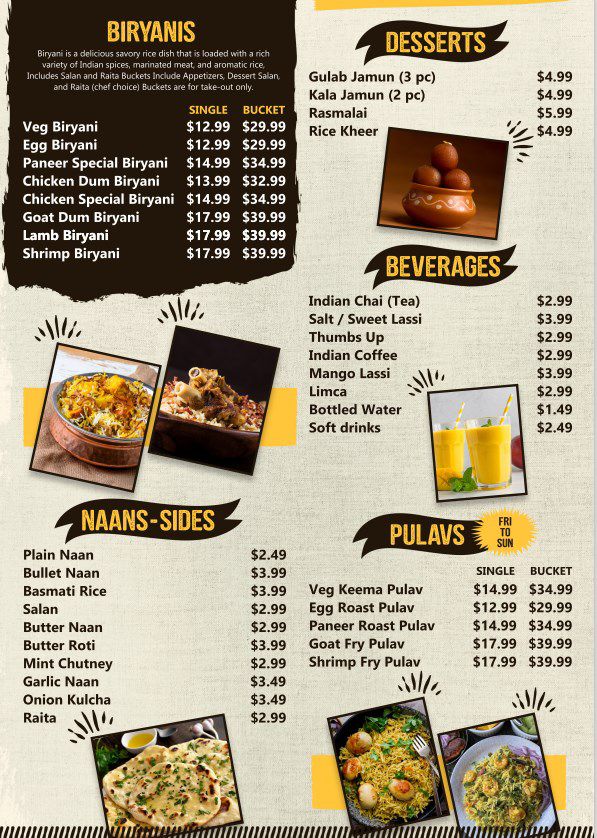 BIRYANIS
Biryani is a delicious savory rice dish that is loaded with a rich
variety of Indian spices, marinated meat, and aromatic rice,
Includes Salan and Raita Buckets Include Appetizers, Dessert Salan,
and Raita (chef choice) Buckets are for take-out only.
SINGLE BUCKET
Veg Biryani $12.99 $29.99
Egg Biryani $12.99 $29.99
Paneer Special Biryani $14.99 $34.99
Chicken Dum Biryani $13.99 $32.99
Chicken Special Biryani $14.99 $34.99
Goat Dum Biryani $17.99 $39.99
Lamb Biryani $17.99 $39.99
Shrimp Biryani $17.99 $39.99
NAANS-SIDES
Plain Naan $2.49
Bullet Naan $3.99
Basmati Rice $3.99
Salan $2.99
Butter Naan $2.99
Butter Roti $3.99
Mint Chutney $2.99
Garlic Naan $3.49
Onion Kulcha $3.49
Raita $2.99
DESSERTS
Gulab Jamun (3 pc) $4.99
Kala Jamun (2 pc) $4.99
Rasmalai $5.99
Rice Kheer $4.99
BEVERAGES
Indian Chai (Tea) $2.99
Salt / Sweet Lassi $3.99
Thumbs Up $2.99
Indian Coffee $2.99
Mango Lassi $3.99
Limca $2.99
Bottled Water $1.49
Soft drinks $2.49
PULAVS
FRI
TO
SUN
SINGLE BUCKET
Veg Keema Pulav $14.99 $34.99
Egg Roast Pulav $12.99 $29.99
Paneer Roast Pulav $14.99 $34.99
Goat Fry Pulav $17.99 $39.99
Shrimp Fry Pulav $17.99 $39.99